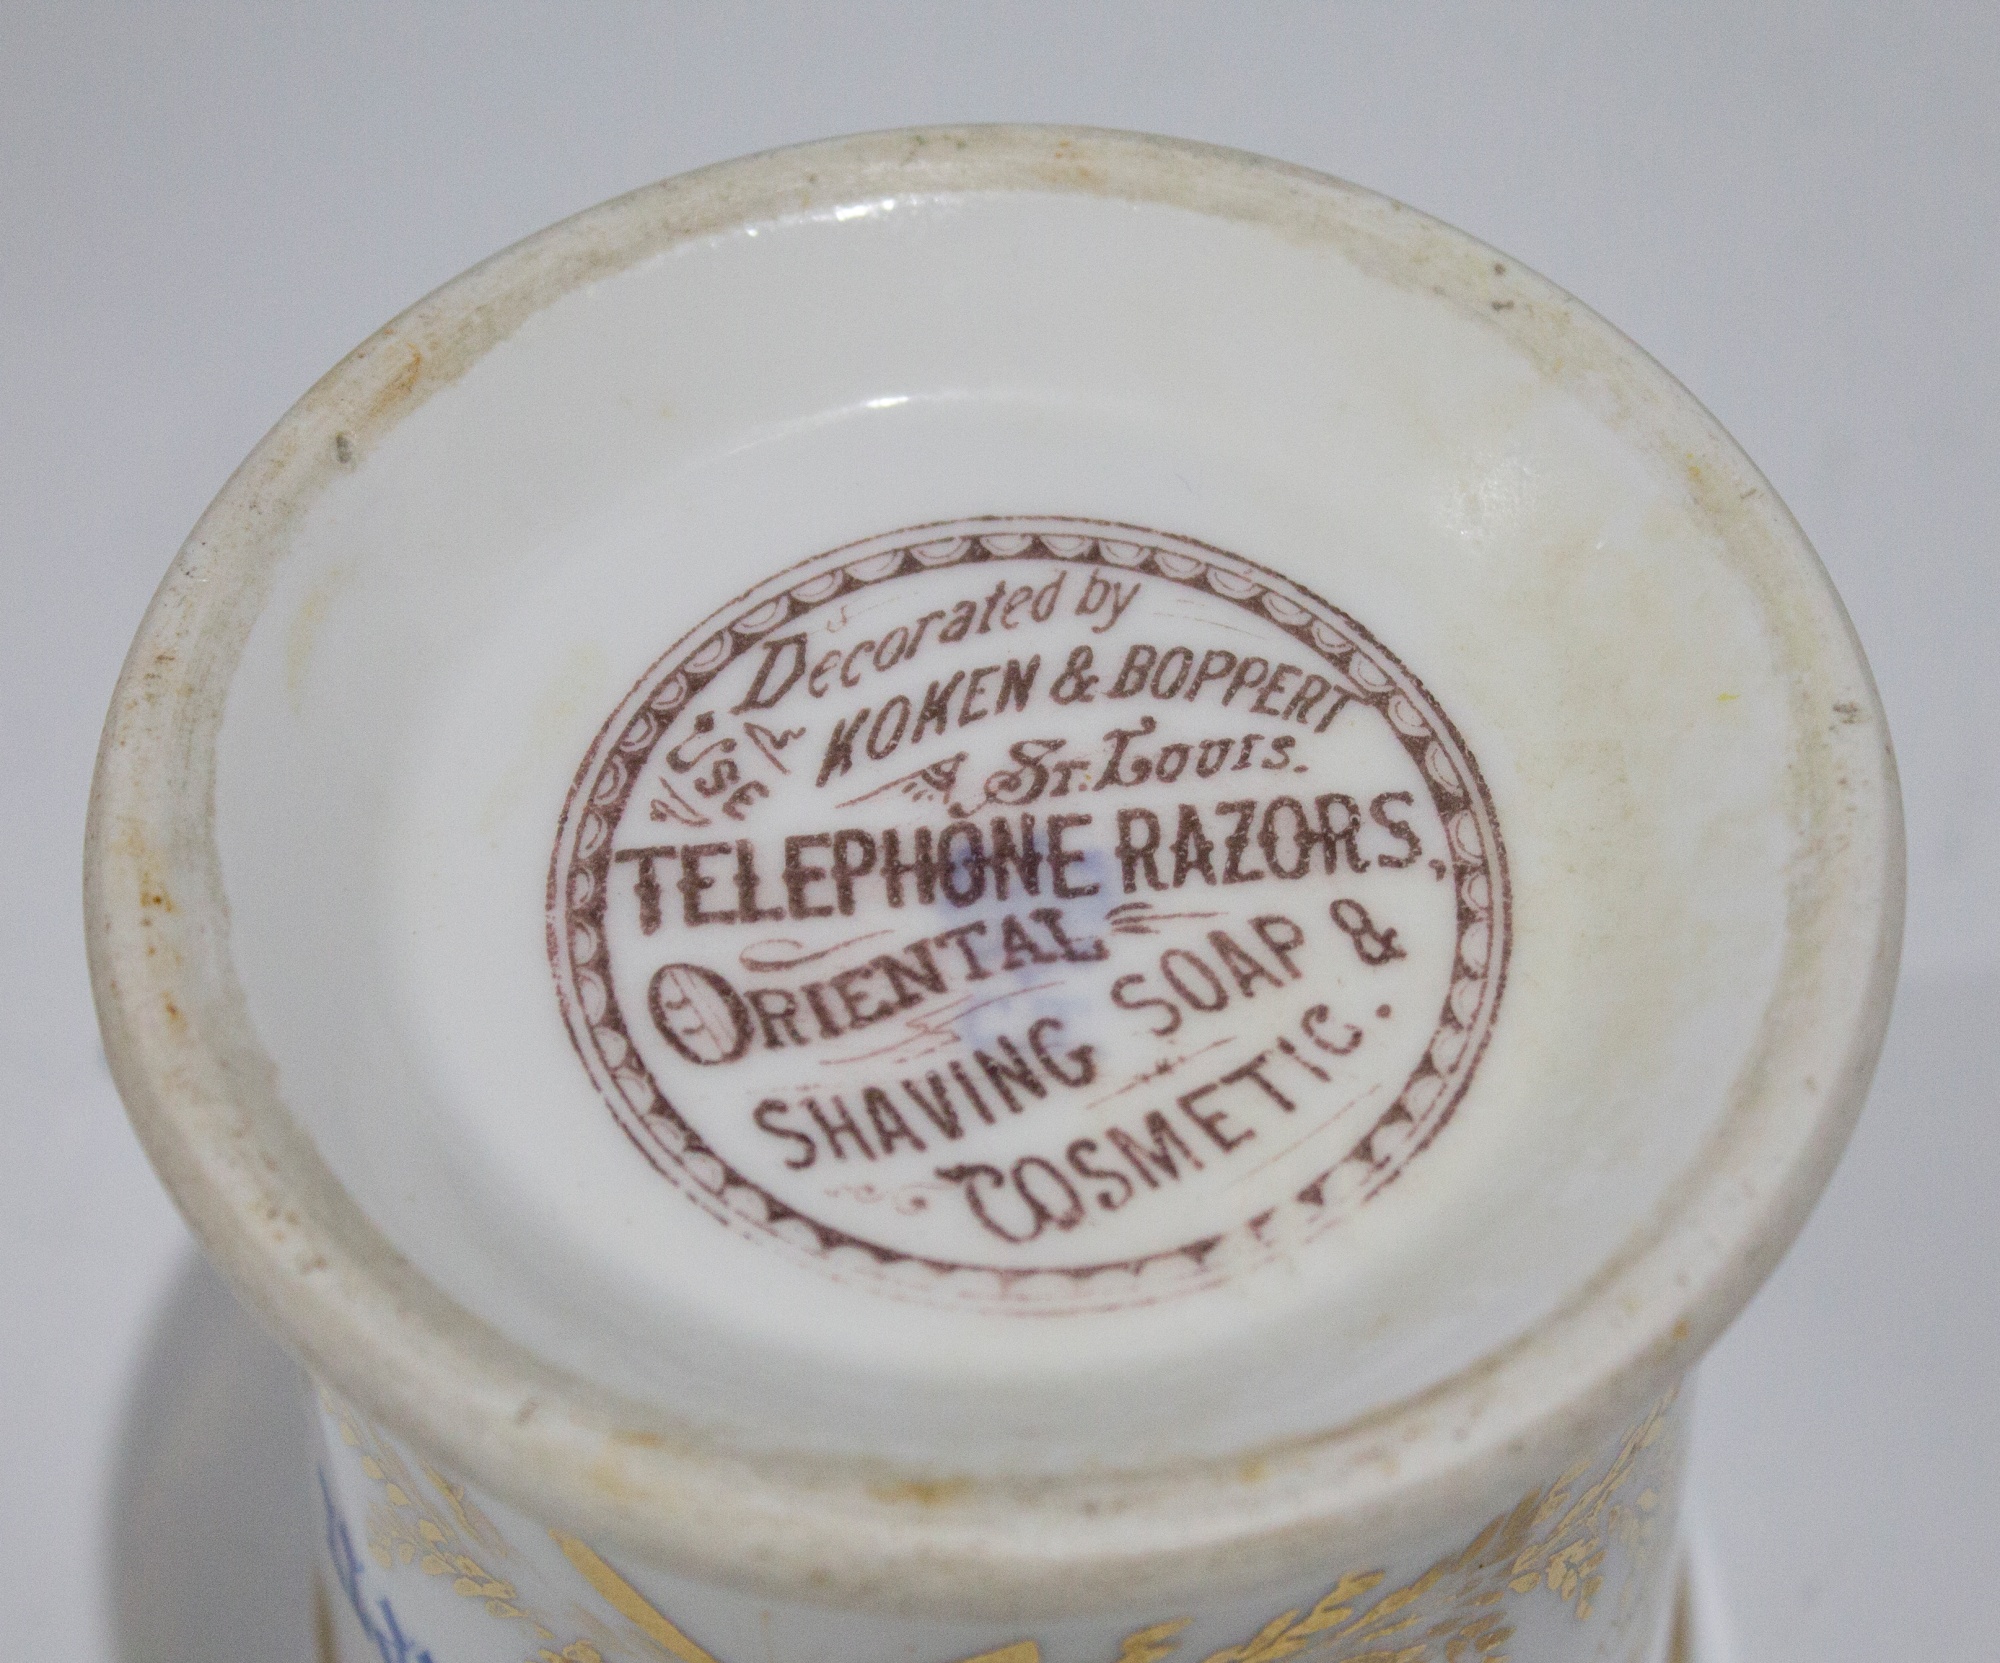 Decorated by
KOKEN & BOPPERT
St. Louis.
USE
TELEPHONE RAZORS,
ORIENTAL
SHAVING SOAP &
COSMETIC.